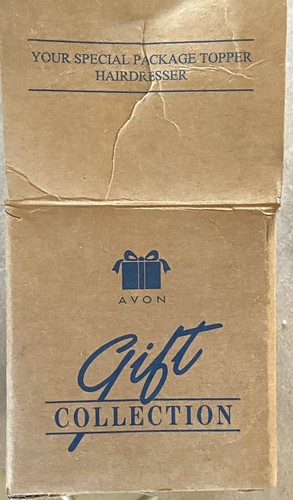 YOUR SPECIAL PACKAGE TOPPER
HAIRDRESSER
AVON
Gift
COLLECTION